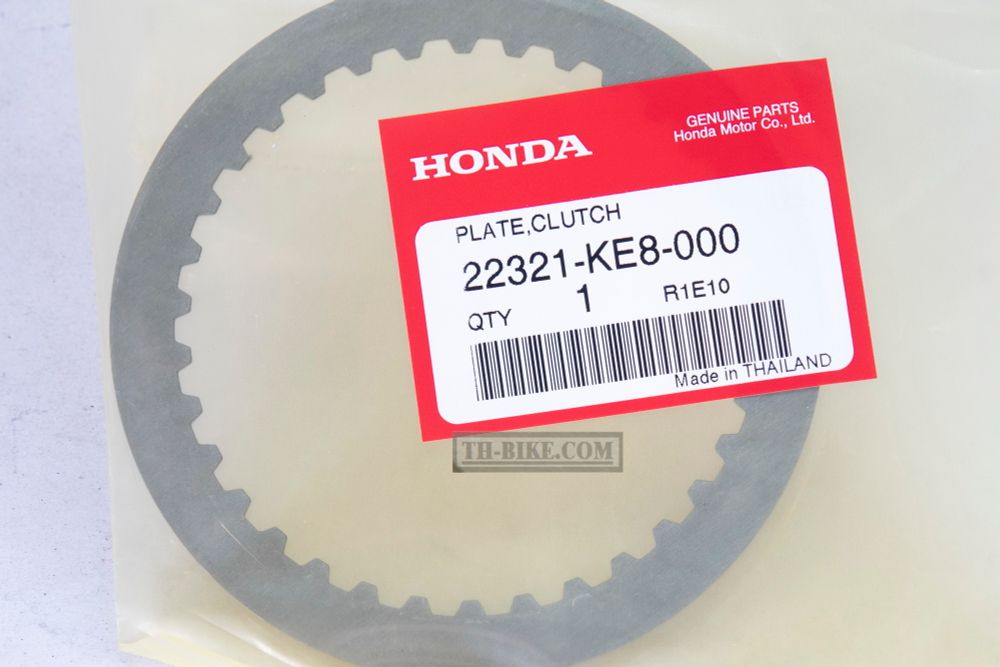 HONDA
GENUINE PARTS
Honda Motor Co., Ltd.
PLATE,CLUTCH
22321-KE8-000
QTY 1 R1E10
Made in THAILAND
TH-BIKE.COM